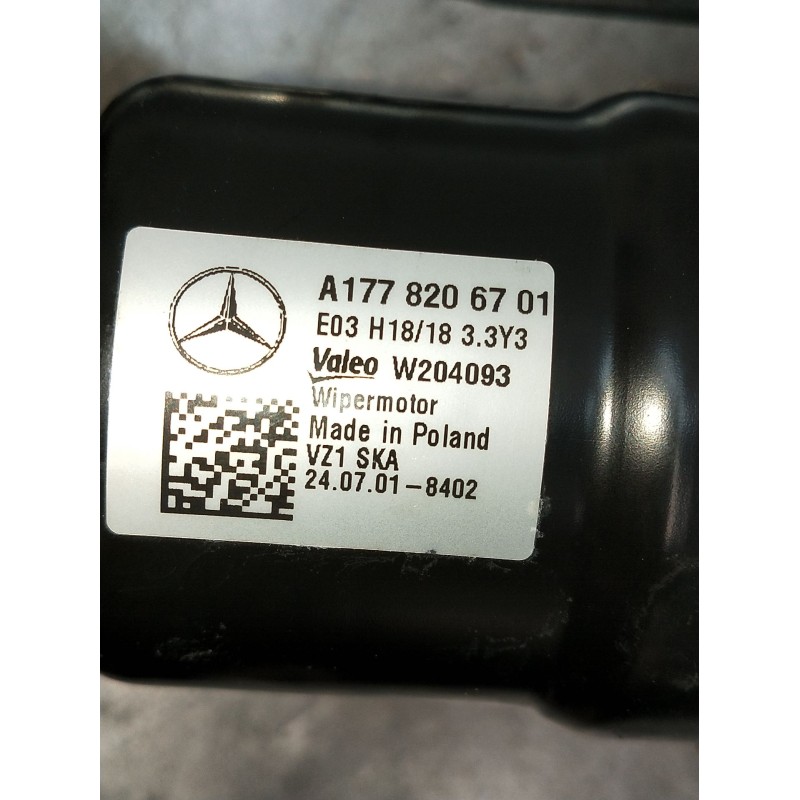 A177 820 67 01
E03 H18/18 3.3Y3
Valeo W204093
Wipermotor
Made in Poland
VZ1 SKA
24.07.01-8402